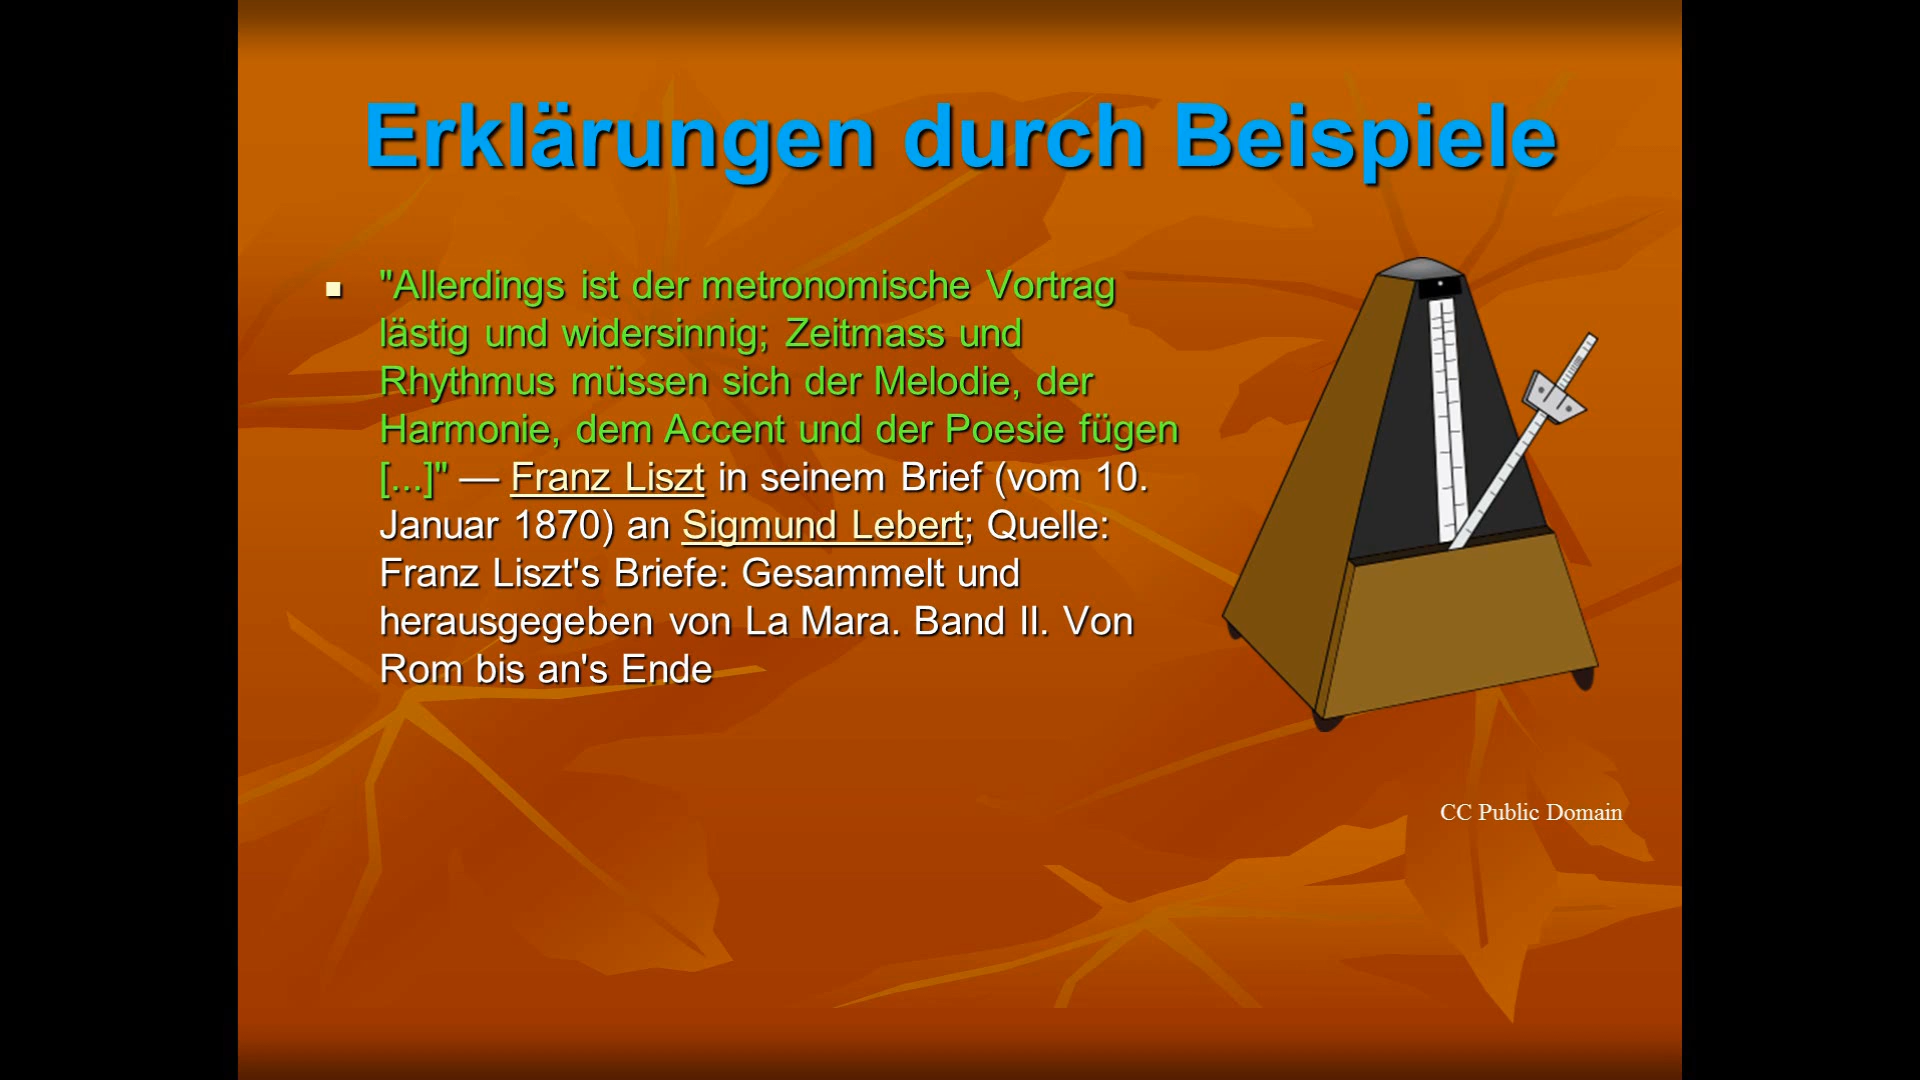 Erklärungen durch Beispiele
"Allerdings ist der metronomische Vortrag
lästig und widersinnig; Zeitmass und
Rhythmus müssen sich der Melodie, der
Harmonie, dem Accent und der Poesie fügen
[...]" — Franz Liszt in seinem Brief (vom 10.
Januar 1870) an Sigmund Lebert; Quelle:
Franz Liszt's Briefe: Gesammelt und
herausgegeben von La Mara. Band II. Von
Rom bis an's Ende
CC Public Domain